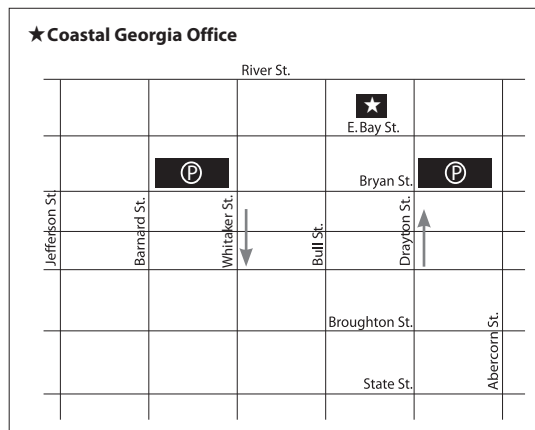 ★Coastal Georgia Office
River St.
E. Bay St.
P
P
Bryan St.
Jefferson St.
Barnard St.
Whitaker St.
Bull St.
Drayton St.
Broughton St.
Abercorn St.
State St.